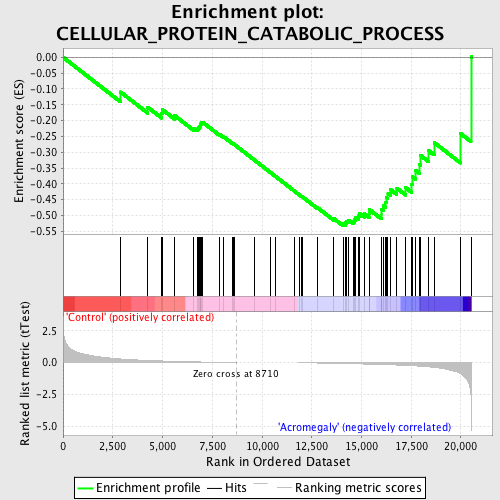 Enrichment plot:
CELLULAR_PROTEIN_CATABOLIC_PROCESS
Enrichment score (ES)
0.00
-0.05
-0.10
-0.15
-0.20
-0.25
-0.30
-0.35
-0.40
-0.45
-0.50
-0.55
'Control' (positively correlated)
Ranked list metric (tTest)
2.5
0.0
-2.5
-5.0
Zero cross at 8710
'Acromegaly' (negatively correlated)
0 2,500 5,000 7,500 10,000 12,500 15,000 17,500 20,000
Rank in Ordered Dataset
Enrichment profile Hits Ranking metric scores